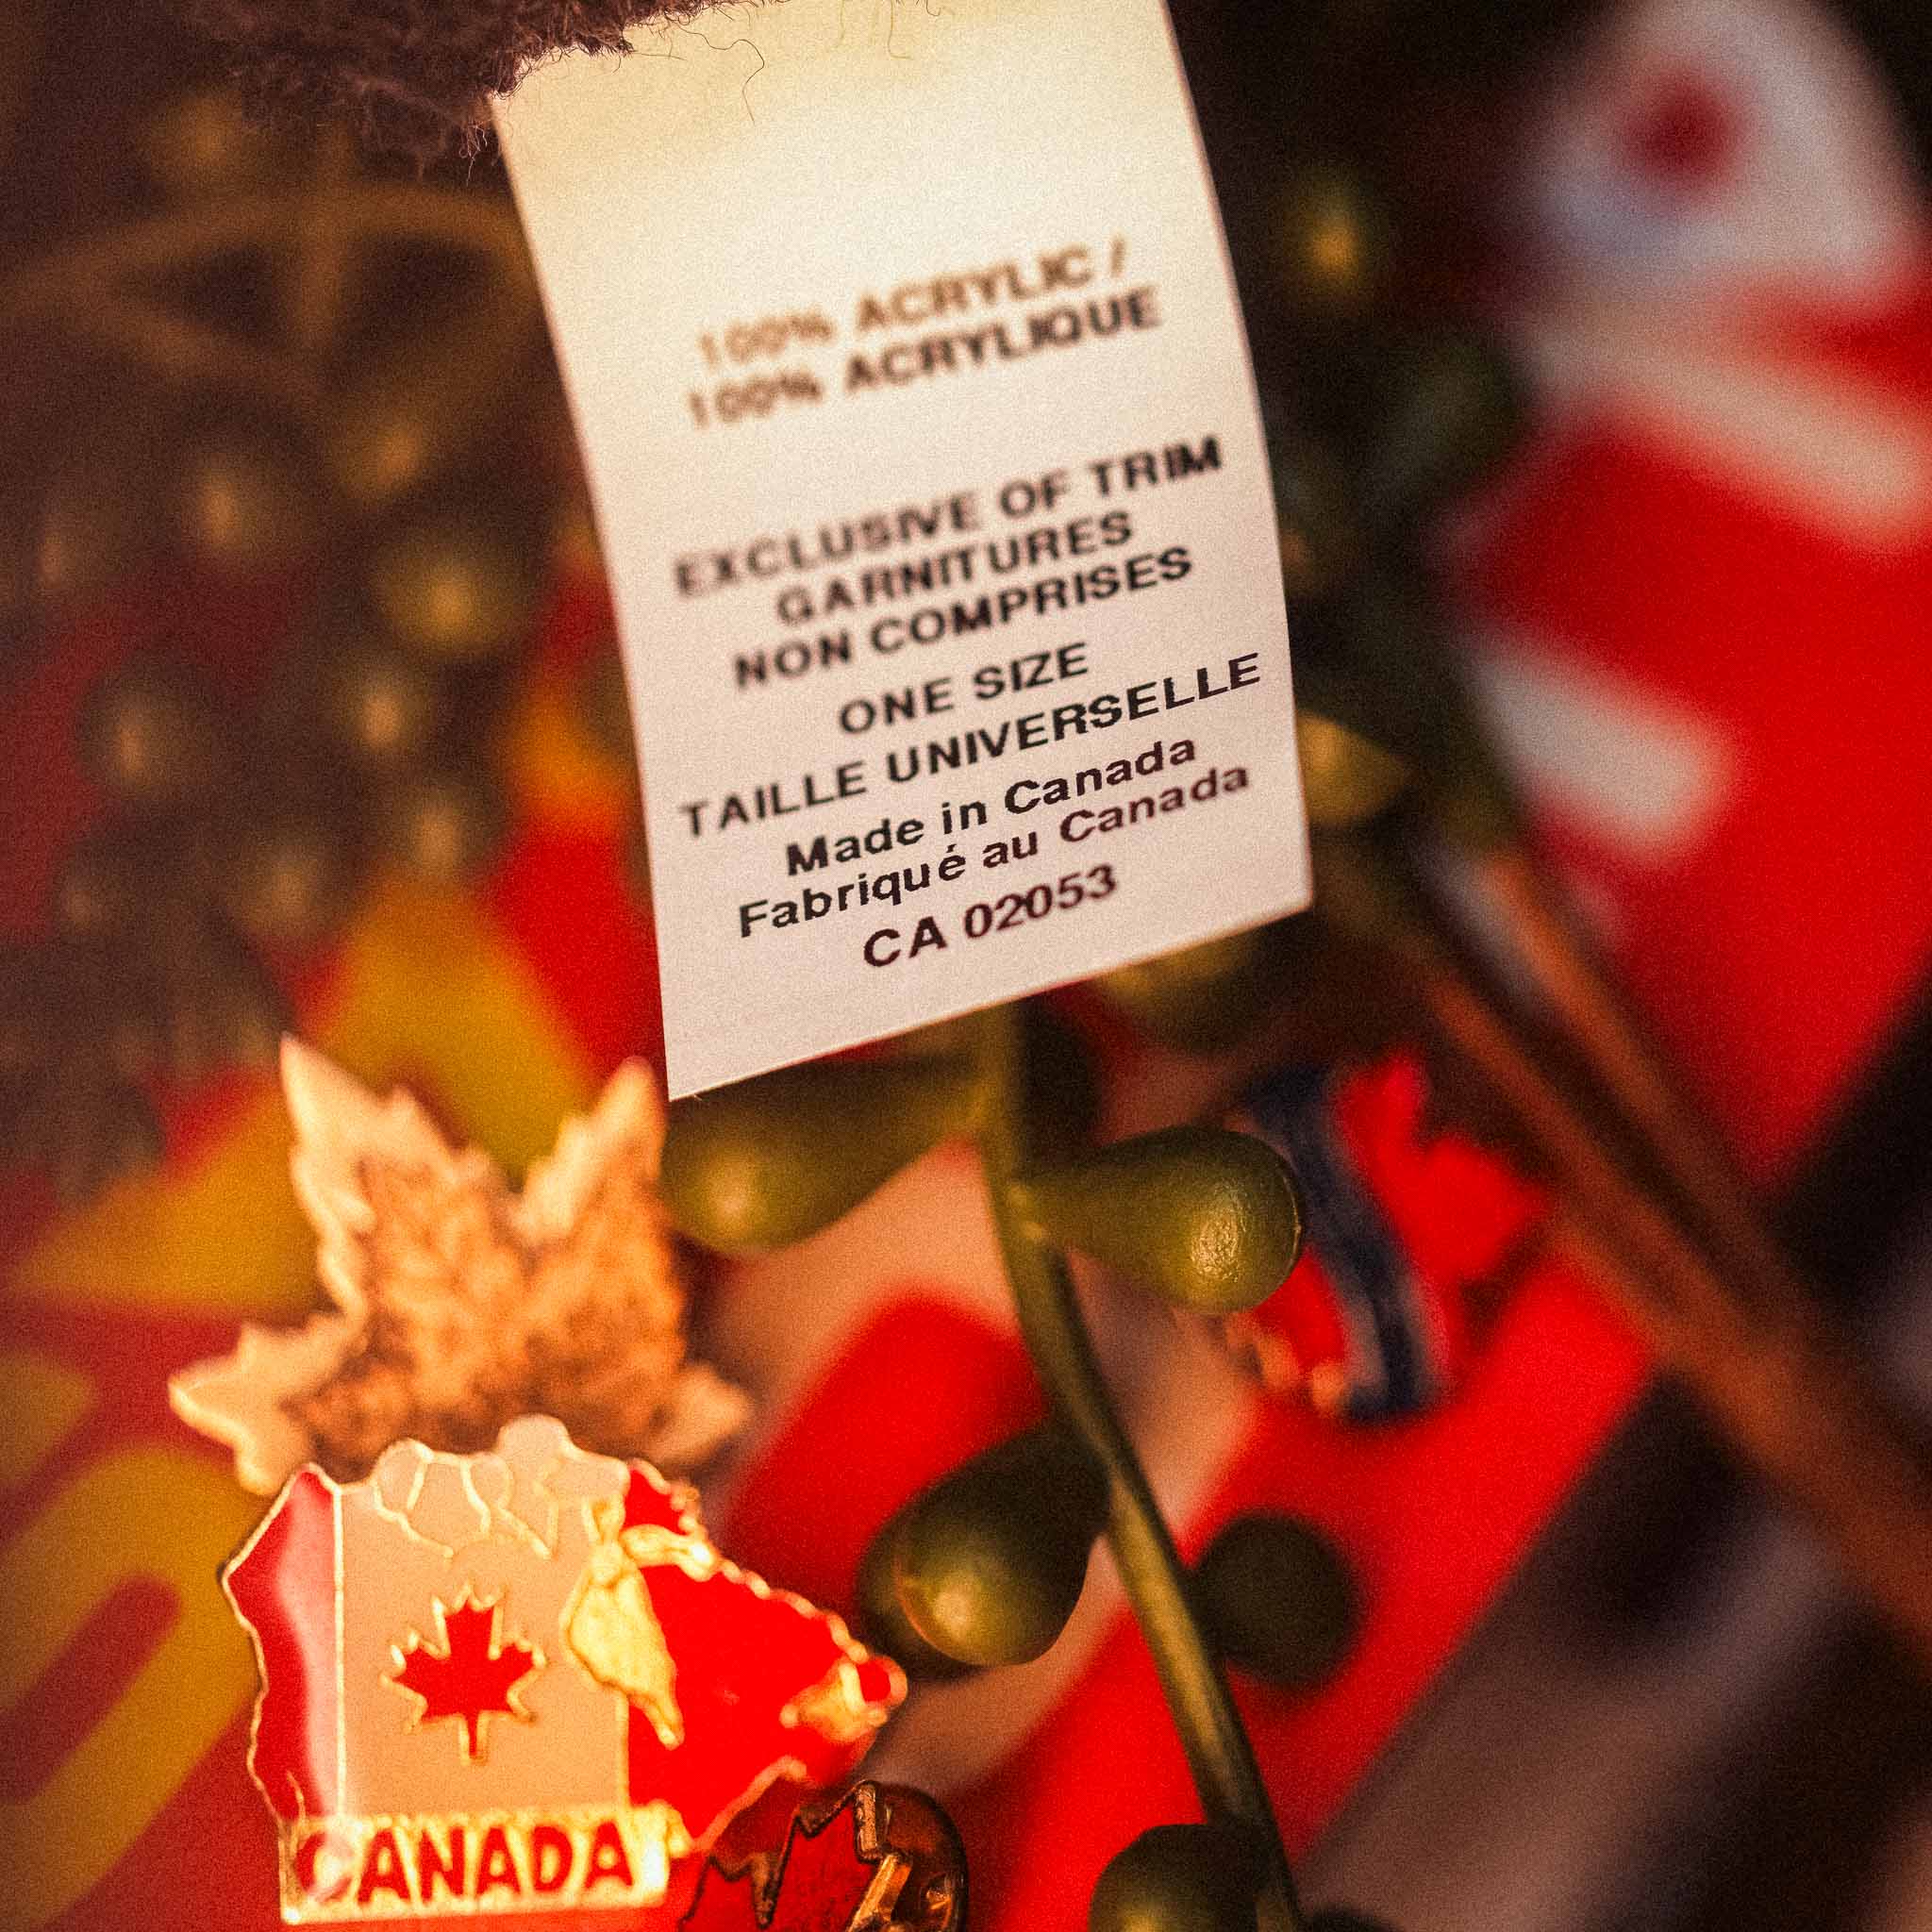 100% ACRYLIC /
100% ACRYLIQUE
EXCLUSIVE OF TRIM
GARNITURES
NON COMPRISES
ONE SIZE
TAILLE UNIVERSELLE
Made in Canada
Fabriqué au Canada
CA 02053
CANADA